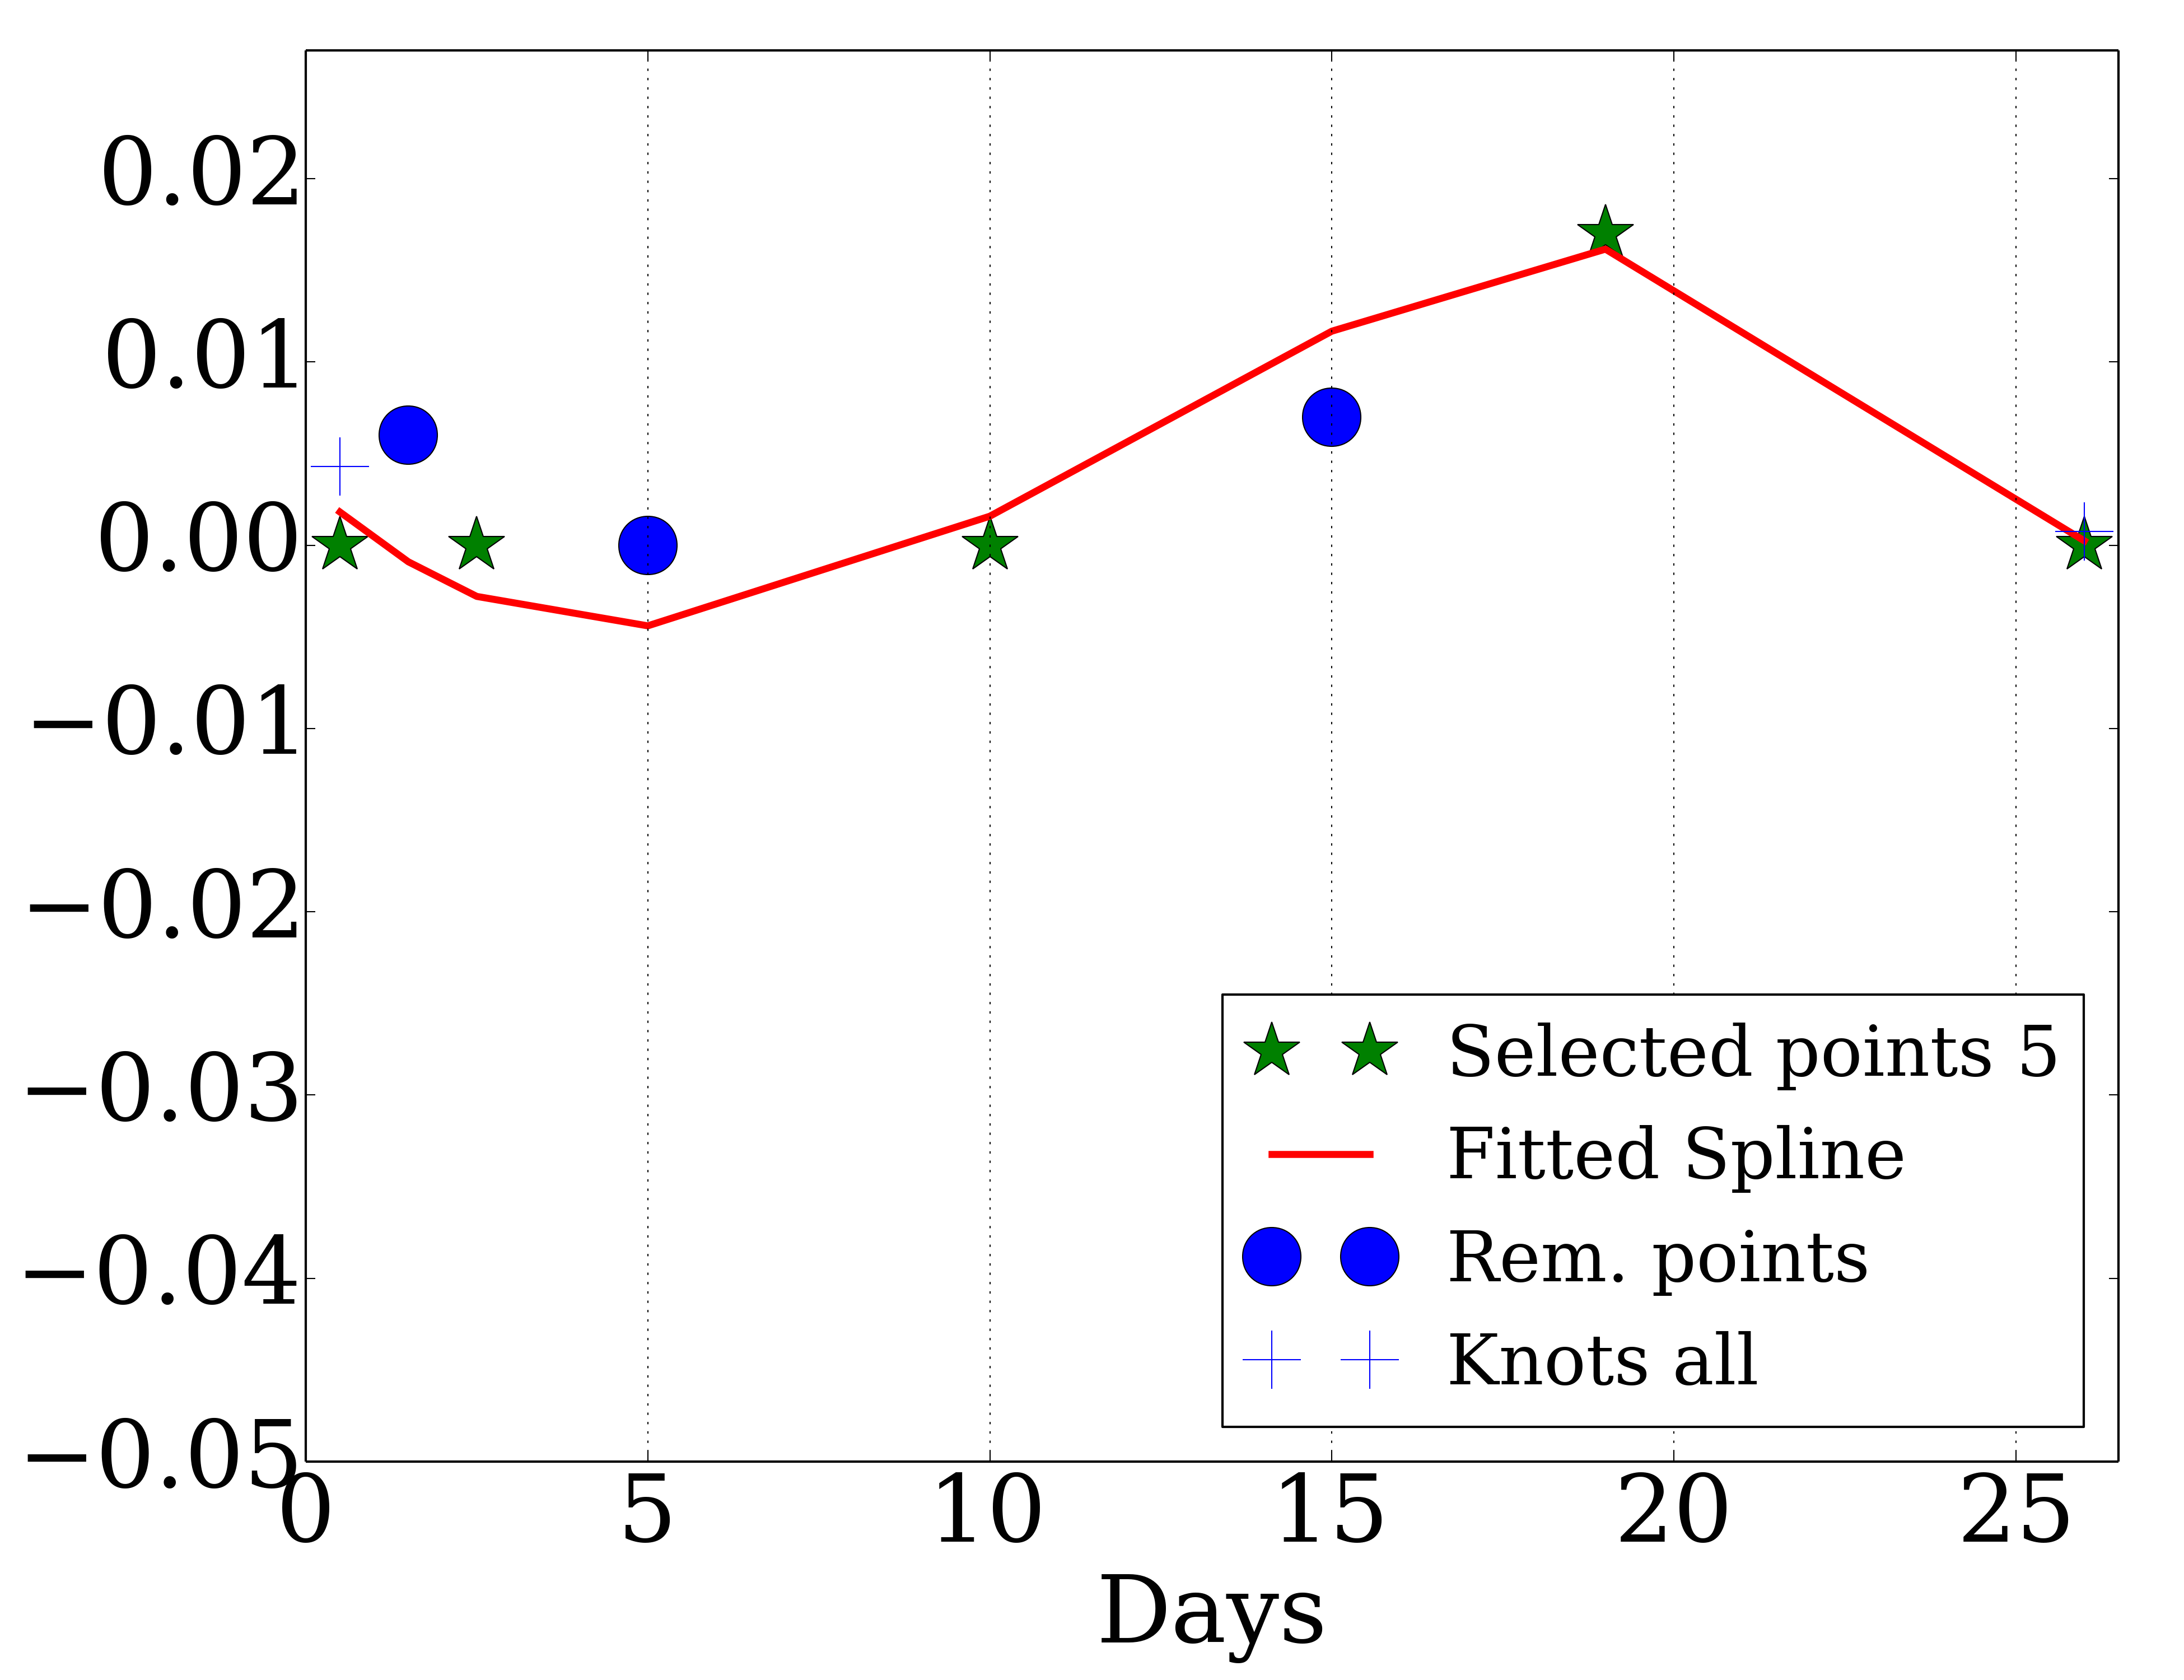 0.02
0.01
0.00
−0.01
−0.02
−0.03
−0.04
−0.05
0 5 10 15 20 25
Days
Selected points 5
Fitted Spline
Rem. points
Knots all